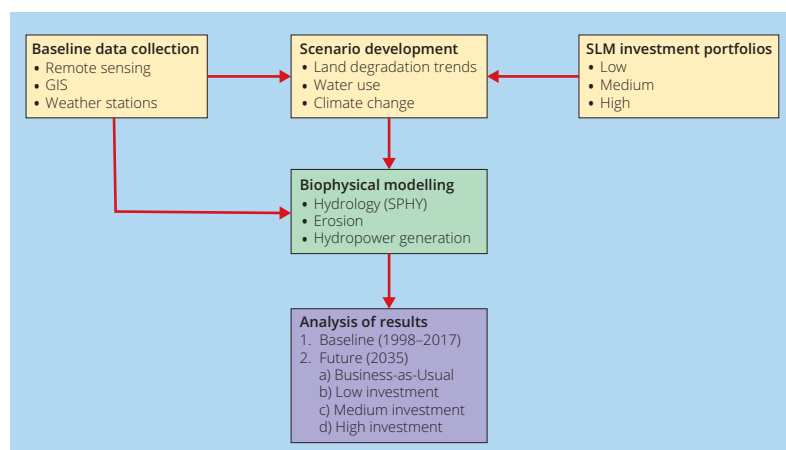 Baseline data collection
• Remote sensing
• GIS
• Weather stations
Scenario development
• Land degradation trends
• Water use
• Climate change
SLM investment portfolios
• Low
• Medium
• High
Biophysical modelling
• Hydrology (SPHY)
• Erosion
• Hydropower generation
Analysis of results
1. Baseline (1998–2017)
2. Future (2035)
a) Business-as-Usual
b) Low investment
c) Medium investment
d) High investment